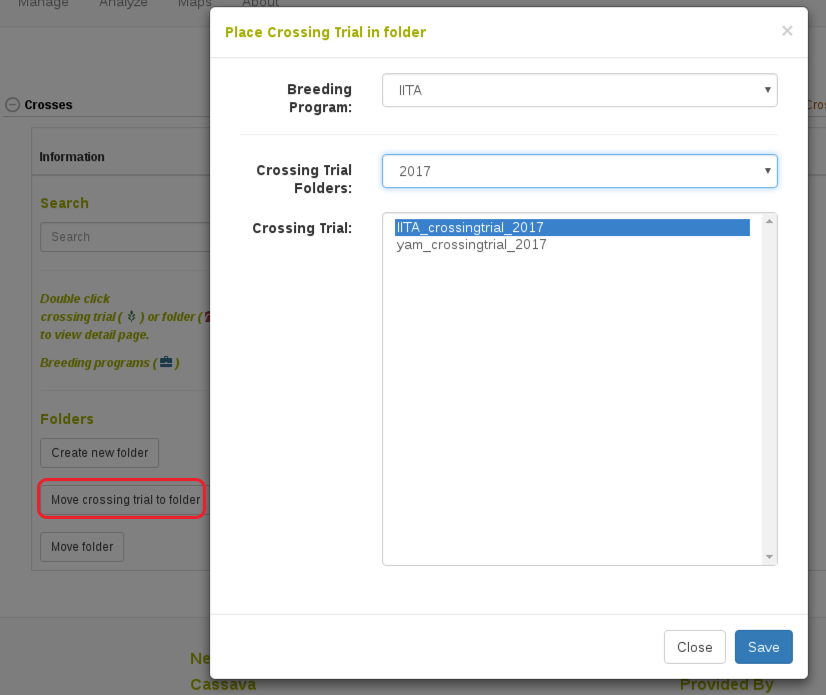 Manage Analyze Maps About
Place Crossing Trial in folder ×
Breeding
Program:
IITA
Crosses
Information
Crossing Trial
Folders:
2017
Search
Search
Crossing Trial:
IITA_crossingtrial_2017
yam_crossingtrial_2017
Double click
crossing trial ( ) or folder (
to view detail page.
Breeding programs ( )
Folders
Create new folder
Move crossing trial to folder
Move folder
Close
Save
Cassava
Provided By